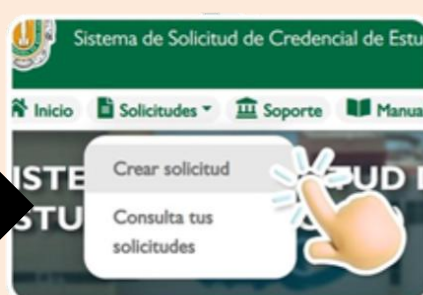 Sistema de Solicitud de Credencial de Estu
Inicio Solicitudes Soporte Manua
Crear solicitud
Consulta tus
solicitudes
ISTE UD
STU